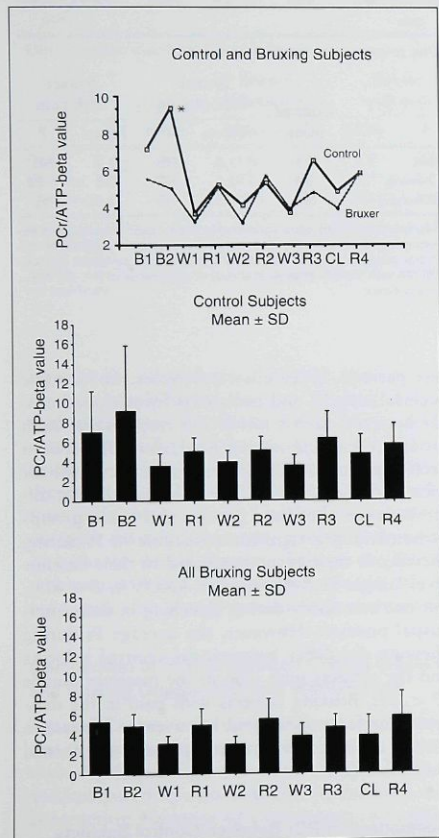 Control and Bruxing Subjects
PCr/ATP-beta value
10
8
6
4
2
*
Control
Bruxer
B1 B2 W1 R1 W2 R2 W3 R3 CL R4
Control Subjects
Mean ± SD
PCr/ATP-beta value
18
16
14
12
10
8
6
4
2
0
B1 B2 W1 R1 W2 R2 W3 R3 CL R4
All Bruxing Subjects
Mean ± SD
PCr/ATP-beta value
18
16
14
12
10
8
6
4
2
0
B1 B2 W1 R1 W2 R2 W3 R3 CL R4